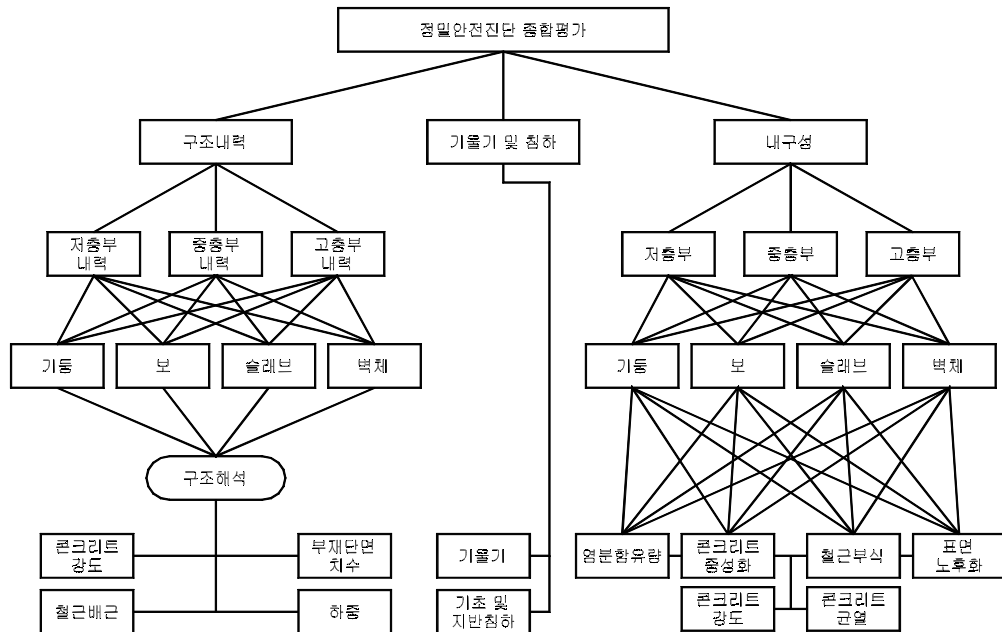 정밀안전진단 종합평가
구조내력
기울기 및 침하
내구성
저층부
내력
중층부
내력
고층부
내력
저층부
중층부
고층부
기둥
보
슬래브
벽체
기둥
보
슬래브
벽체
구조해석
콘크리트
강도
부재단면
치수
기울기
염분함유량
콘크리트
중성화
철근부식
표면
노후화
철근배근
하중
기초 및
지반침하
콘크리트
강도
콘크리트
균열